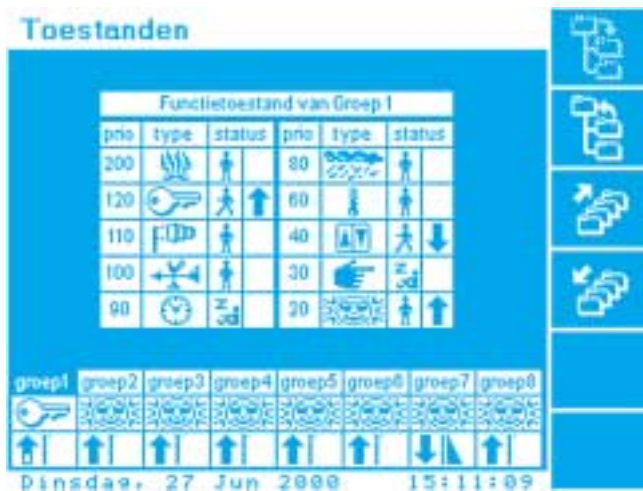 Toestanden
Functietoestand van Groep 1
prio type status prio type status
200 80
120 60
110 40
100 30
90 20
groep1 groep2 groep3 groep4 groep5 groep6 groep7 groep8
Dinsdag, 27 Jun 2000 15:11:09